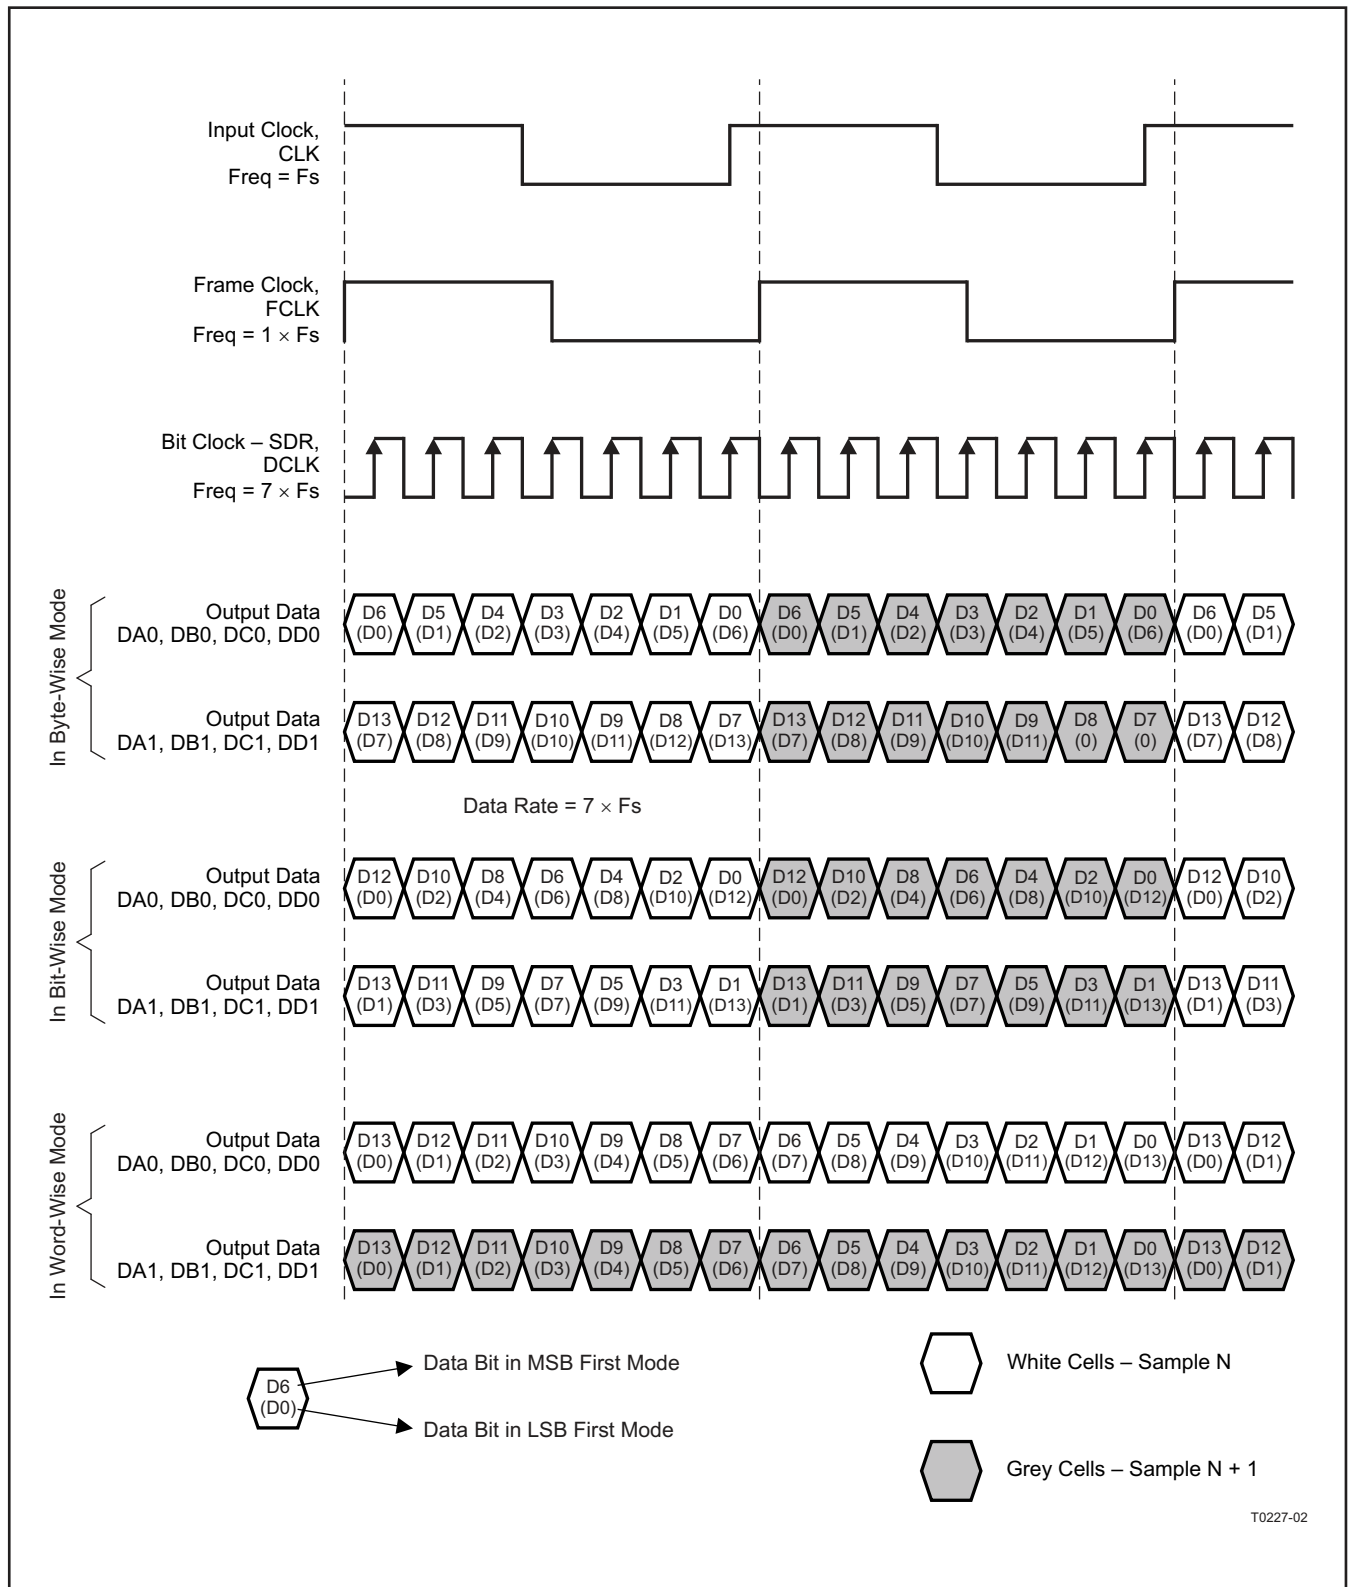 Input Clock,
CLK
Freq = Fs
Frame Clock,
FCLK
Freq = 1 × Fs
Bit Clock – SDR,
DCLK
Freq = 7 × Fs
In Byte-Wise Mode
Output Data
DA0, DB0, DC0, DD0
D6 D5 D4 D3 D2 D1 D0 D6 D5 D4 D3 D2 D1 D0 D6 D5
(D0) (D1) (D2) (D3) (D4) (D5) (D6) (D0) (D1) (D2) (D3) (D4) (D5) (D6) (D0) (D1)
Output Data
DA1, DB1, DC1, DD1
D13 D12 D11 D10 D9 D8 D7 D13 D12 D11 D10 D9 D8 D7 D13 D12
(D7) (D8) (D9) (D10) (D11) (D12) (D13) (D7) (D8) (D9) (D10) (D11) (0) (0) (D7) (D8)
Data Rate = 7 × Fs
In Bit-Wise Mode
Output Data
DA0, DB0, DC0, DD0
D12 D10 D8 D6 D4 D2 D0 D12 D10 D8 D6 D4 D2 D0 D12 D10
(D0) (D2) (D4) (D6) (D8) (D10) (D12) (D0) (D2) (D4) (D6) (D8) (D10) (D12) (D0) (D2)
Output Data
DA1, DB1, DC1, DD1
D13 D11 D9 D7 D5 D3 D1 D13 D11 D9 D7 D5 D3 D1 D13 D11
(D1) (D3) (D5) (D7) (D9) (D11) (D13) (D1) (D3) (D5) (D7) (D9) (D11) (D13) (D1) (D3)
In Word-Wise Mode
Output Data
DA0, DB0, DC0, DD0
D13 D12 D11 D10 D9 D8 D7 D6 D5 D4 D3 D2 D1 D0 D13 D12
(D0) (D1) (D2) (D3) (D4) (D5) (D6) (D7) (D8) (D9) (D10) (D11) (D12) (D13) (D0) (D1)
Output Data
DA1, DB1, DC1, DD1
D13 D12 D11 D10 D9 D8 D7 D6 D5 D4 D3 D2 D1 D0 D13 D12
(D0) (D1) (D2) (D3) (D4) (D5) (D6) (D7) (D8) (D9) (D10) (D11) (D12) (D13) (D0) (D1)
D6
(D0)
Data Bit in MSB First Mode
Data Bit in LSB First Mode
White Cells – Sample N
Grey Cells – Sample N + 1
T0227-02